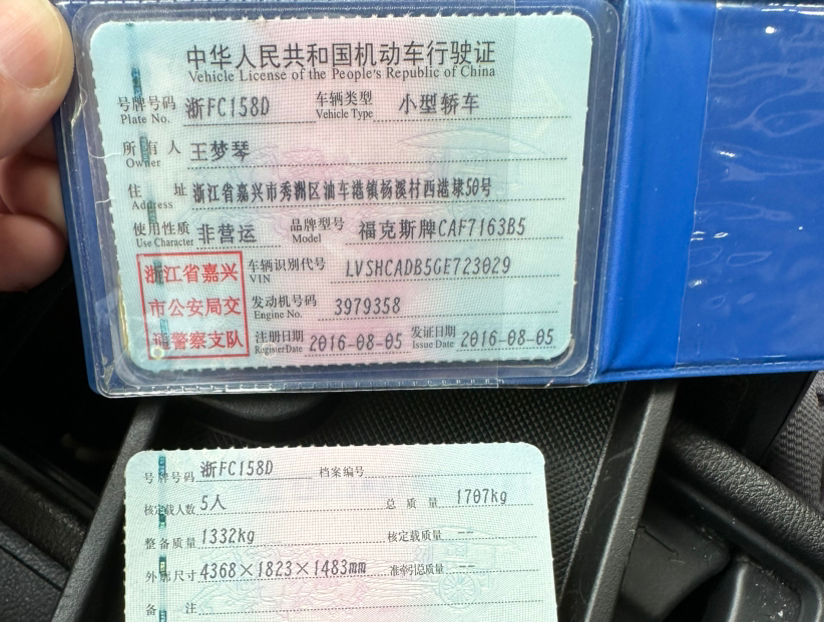 中华人民共和国机动车行驶证
Vehicle License of the People's Republic of China
号牌号码 浙FC158D 车辆类型 小型轿车
Plate No. Vehicle Type
所有人 王梦琴
Owner
住址 浙江省嘉兴市秀洲区油车港镇杨溪村西港埭50号
Address
使用性质 非营运 品牌型号 福克斯牌CAF7163B5
Use Character Model
浙江省嘉兴
市公安局交
通警察支队
车辆识别代号 LVSHCADB5GE723029
VIN
发动机号码 3979358
Engine No.
注册日期 2016-08-05 发证日期 2016-08-05
Register Date Issue Date
号牌号码 浙FC158D 档案编号
核定载人数 5人 总质量 1707kg
整备质量 1332kg 核定载质量 --
外廓尺寸 4368×1823×1483mm 准牵引总质量 --
备注